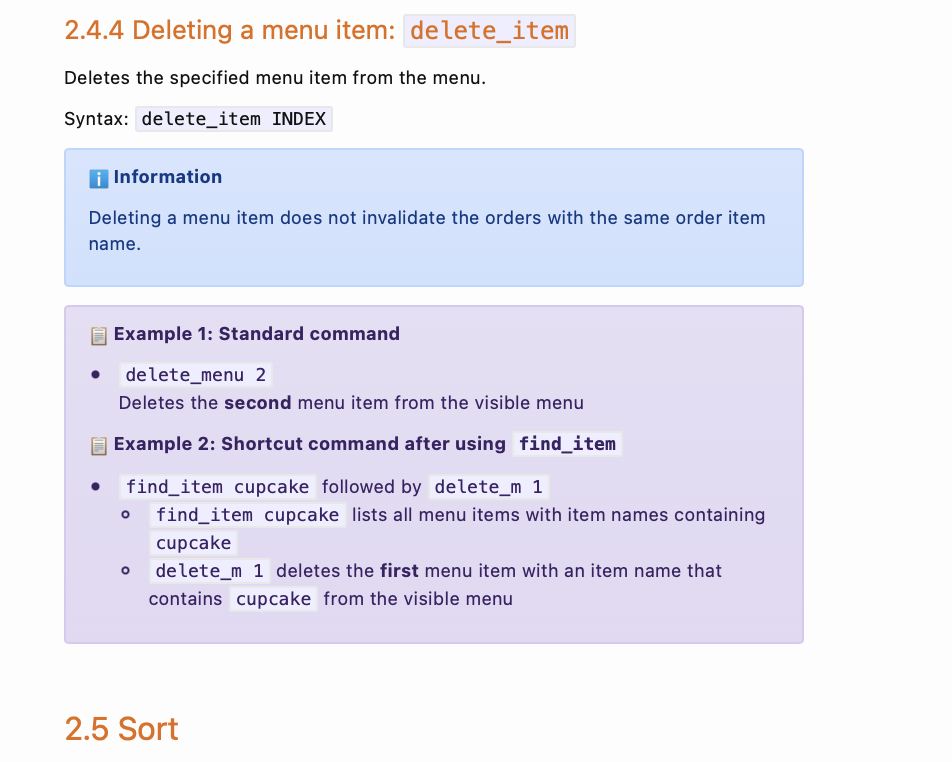 2.4.4 Deleting a menu item: delete_item
Deletes the specified menu item from the menu.
Syntax: delete_item INDEX
Information
Deleting a menu item does not invalidate the orders with the same order item
name.
Example 1: Standard command
delete_menu 2
Deletes the second menu item from the visible menu
Example 2: Shortcut command after using find_item
find_item cupcake followed by delete_m 1
find_item cupcake lists all menu items with item names containing
cupcake
delete_m 1 deletes the first menu item with an item name that
contains cupcake from the visible menu
2.5 Sort